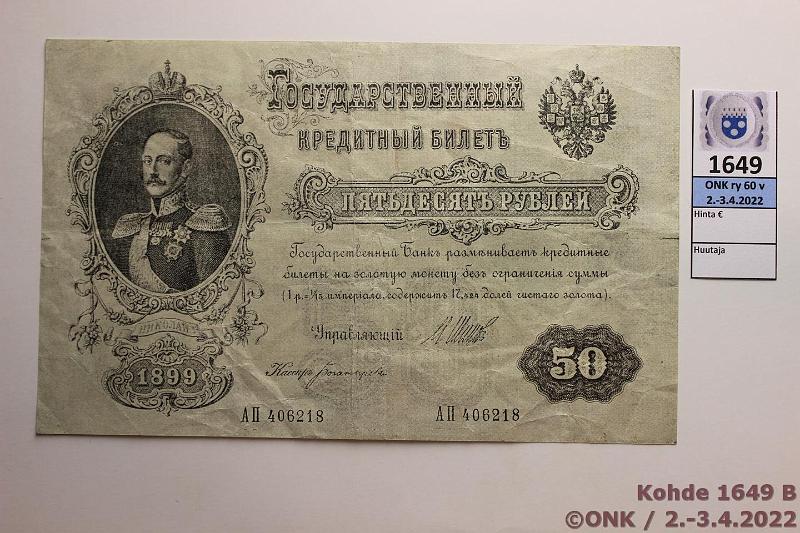 Государственный
Кредитный Билетъ
Пятьдесятъ Рублей
Государственный Банкъ размѣниваетъ кредитные
билеты на золотую монету безъ ограниченія суммы
(1 р.=1/15 имперіала, содержитъ 17,424 долей чистаго золота).
Управляющій
Кассиръ
НИКОЛАЙ I
1899
50
АП 406218
АП 406218
1649
ONK ry 60 v
2.-3.4.2022
Hinta €
Huutaja
Kohde 1649 B
©ONK / 2.-3.4.2022